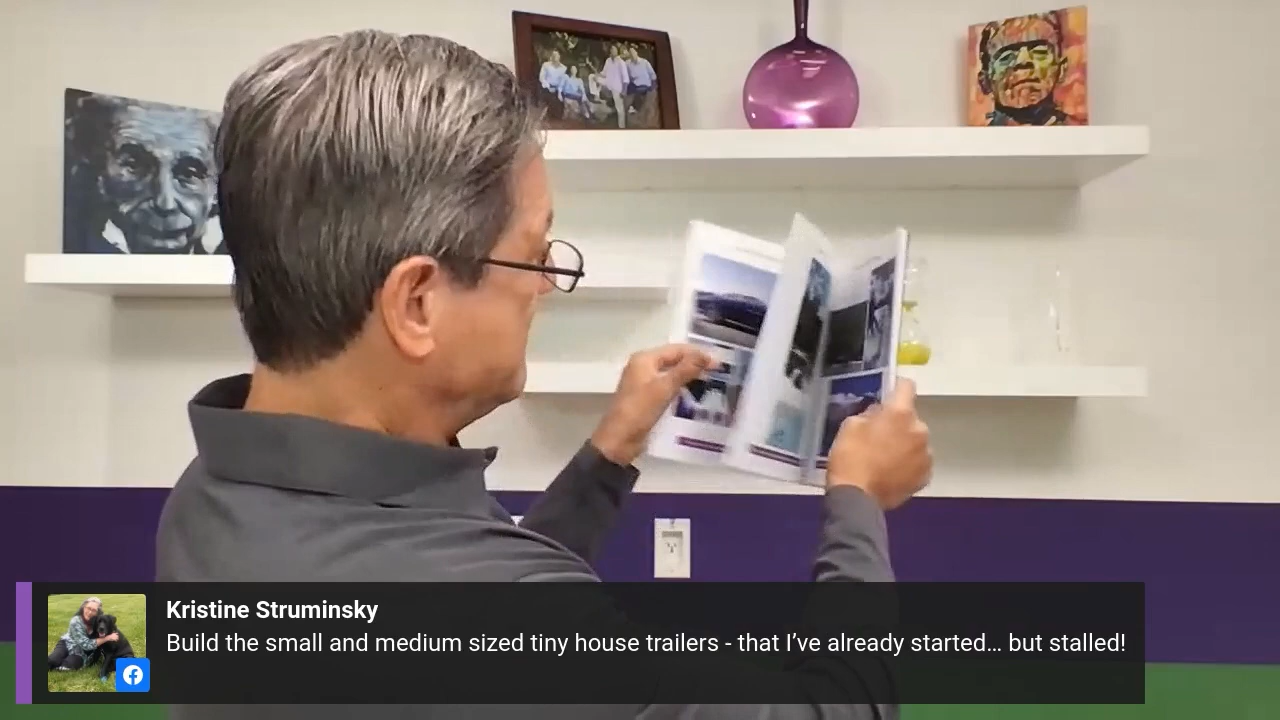 Kristine Struminsky
Build the small and medium sized tiny house trailers - that I’ve already started… but stalled!